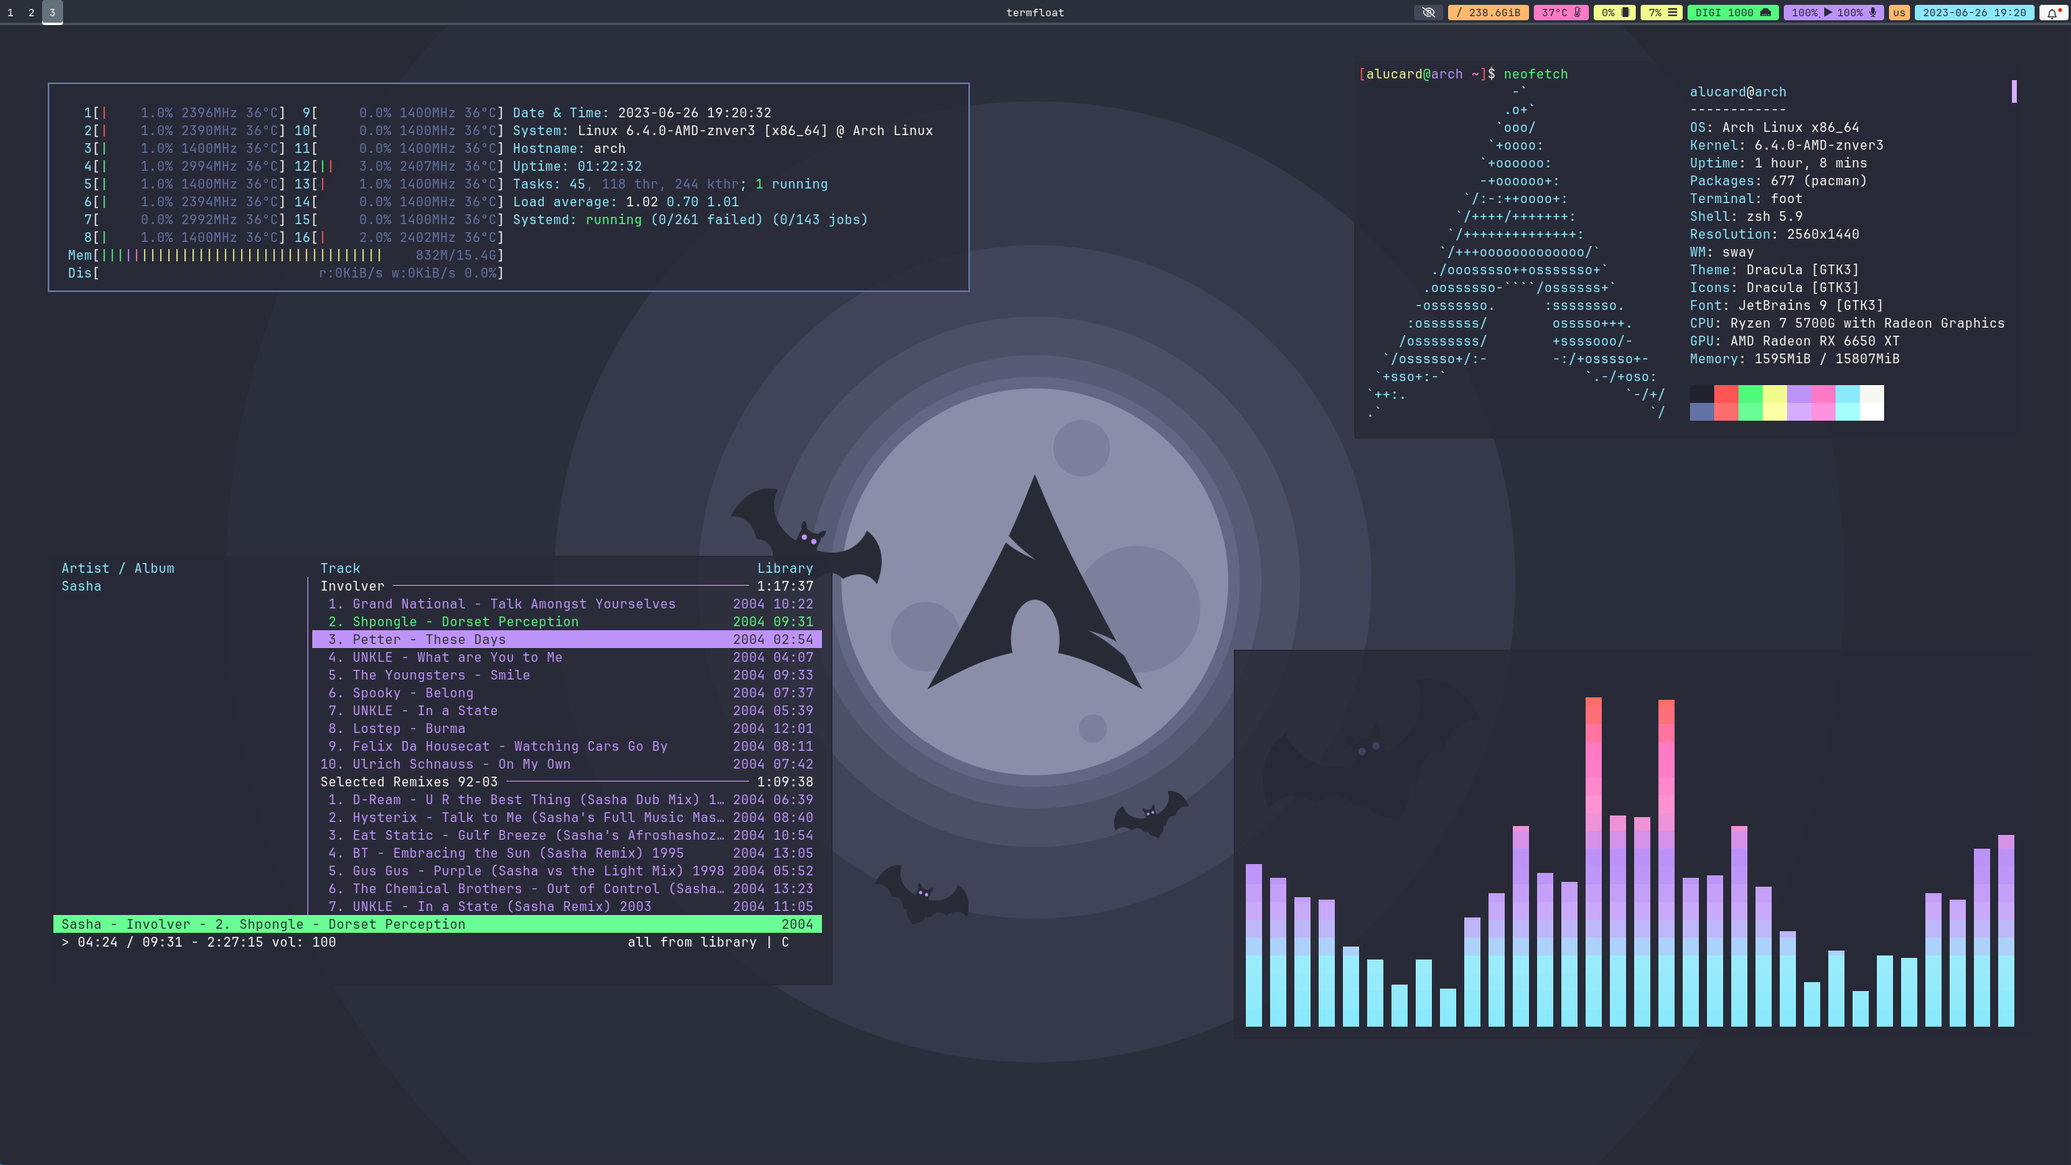 1 2 3 termfloat / 238.6GiB 37°C 0% 7% DIGI 1000 100% 100% us 2023-06-26 19:20
1[| 1.0% 2396MHz 36°C] 9[ 0.0% 1400MHz 36°C] Date & Time: 2023-06-26 19:20:32
2[| 1.0% 2390MHz 36°C] 10[ 0.0% 1400MHz 36°C] System: Linux 6.4.0-AMD-znver3 [x86_64] @ Arch Linux
3[| 1.0% 1400MHz 36°C] 11[ 0.0% 1400MHz 36°C] Hostname: arch
4[| 1.0% 2994MHz 36°C] 12[|| 3.0% 2407MHz 36°C] Uptime: 01:22:32
5[| 1.0% 1400MHz 36°C] 13[| 1.0% 1400MHz 36°C] Tasks: 45, 118 thr, 244 kthr; 1 running
6[| 1.0% 2394MHz 36°C] 14[ 0.0% 1400MHz 36°C] Load average: 1.02 0.70 1.01
7[ 0.0% 2992MHz 36°C] 15[ 0.0% 1400MHz 36°C] Systemd: running (0/261 failed) (0/143 jobs)
8[| 1.0% 1400MHz 36°C] 16[| 2.0% 2402MHz 36°C]
Mem[||||||||||||||||||||||||||||||||||| 832M/15.4G]
Dis[ r:0KiB/s w:0KiB/s 0.0%]
[alucard@arch ~]$ neofetch
alucard@arch
------------
OS: Arch Linux x86_64
Kernel: 6.4.0-AMD-znver3
Uptime: 1 hour, 8 mins
Packages: 677 (pacman)
Terminal: foot
Shell: zsh 5.9
Resolution: 2560x1440
WM: sway
Theme: Dracula [GTK3]
Icons: Dracula [GTK3]
Font: JetBrains 9 [GTK3]
CPU: Ryzen 7 5700G with Radeon Graphics
GPU: AMD Radeon RX 6650 XT
Memory: 1595MiB / 15807MiB
Artist / Album Track Library
Sasha Involver 1:17:37
1. Grand National - Talk Amongst Yourselves 2004 10:22
2. Shpongle - Dorset Perception 2004 09:31
3. Petter - These Days 2004 02:54
4. UNKLE - What are You to Me 2004 04:07
5. The Youngsters - Smile 2004 09:33
6. Spooky - Belong 2004 07:37
7. UNKLE - In a State 2004 05:39
8. Lostep - Burma 2004 12:01
9. Felix Da Housecat - Watching Cars Go By 2004 08:11
10. Ulrich Schnauss - On My Own 2004 07:42
Selected Remixes 92-03 1:09:38
1. D-Ream - U R the Best Thing (Sasha Dub Mix) 1… 2004 06:39
2. Hysterix - Talk to Me (Sasha's Full Music Mas… 2004 08:40
3. Eat Static - Gulf Breeze (Sasha's Afroshashoz… 2004 10:54
4. BT - Embracing the Sun (Sasha Remix) 1995 2004 13:05
5. Gus Gus - Purple (Sasha vs the Light Mix) 1998 2004 05:52
6. The Chemical Brothers - Out of Control (Sasha… 2004 13:23
7. UNKLE - In a State (Sasha Remix) 2003 2004 11:05
Sasha - Involver - 2. Shpongle - Dorset Perception 2004
> 04:24 / 09:31 - 2:27:15 vol: 100 all from library | C